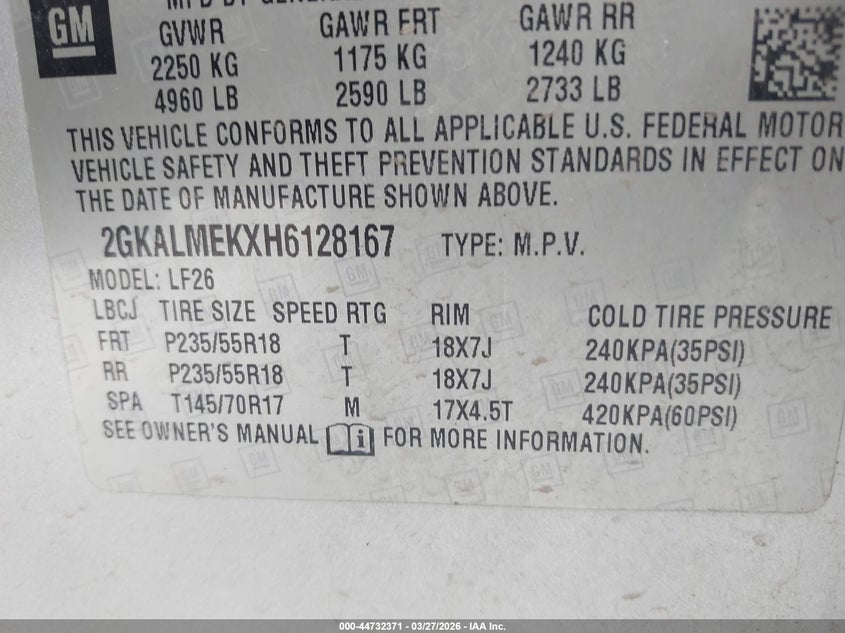 MFD BY GENERAL
GM
GVWR GAWR FRT GAWR RR
2250 KG 1175 KG 1240 KG
4960 LB 2590 LB 2733 LB
THIS VEHICLE CONFORMS TO ALL APPLICABLE U.S. FEDERAL MOTOR
VEHICLE SAFETY AND THEFT PREVENTION STANDARDS IN EFFECT ON
THE DATE OF MANUFACTURE SHOWN ABOVE.
2GKALMEKXH6128167 TYPE: M.P.V.
MODEL: LF26
LBCJ TIRE SIZE SPEED RTG RIM COLD TIRE PRESSURE
FRT P235/55R18 T 18X7J 240KPA(35PSI)
RR P235/55R18 T 18X7J 240KPA(35PSI)
SPA T145/70R17 M 17X4.5T 420KPA(60PSI)
SEE OWNER'S MANUAL i FOR MORE INFORMATION.
000-44732371 - 03/27/2026 - IAA Inc.